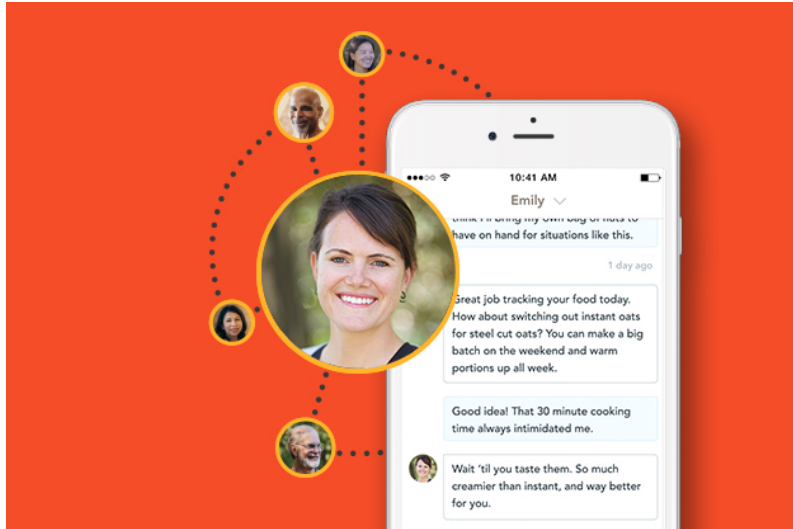 10:41 AM
Emily
think I'll bring my own bag of nuts to
have on hand for situations like this.
1 day ago
Great job tracking your food today.
How about switching out instant oats
for steel cut oats? You can make a big
batch on the weekend and warm
portions up all week.
Good idea! That 30 minute cooking
time always intimidated me.
Wait 'til you taste them. So much
creamier than instant, and way better
for you.